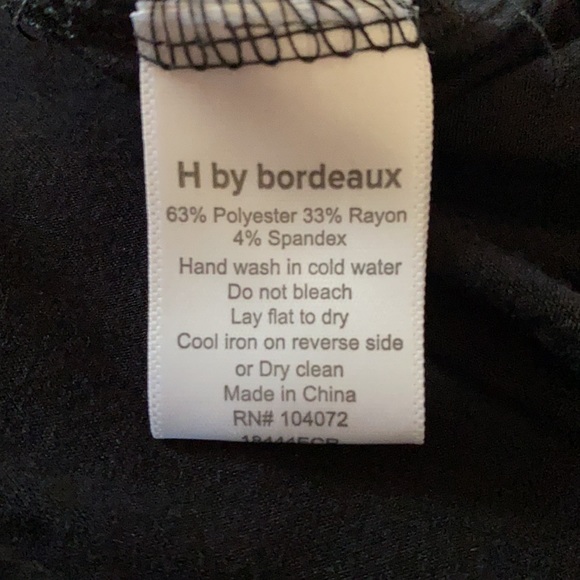 H by bordeaux
63% Polyester 33% Rayon
4% Spandex
Hand wash in cold water
Do not bleach
Lay flat to dry
Cool iron on reverse side
or Dry clean
Made in China
RN# 104072